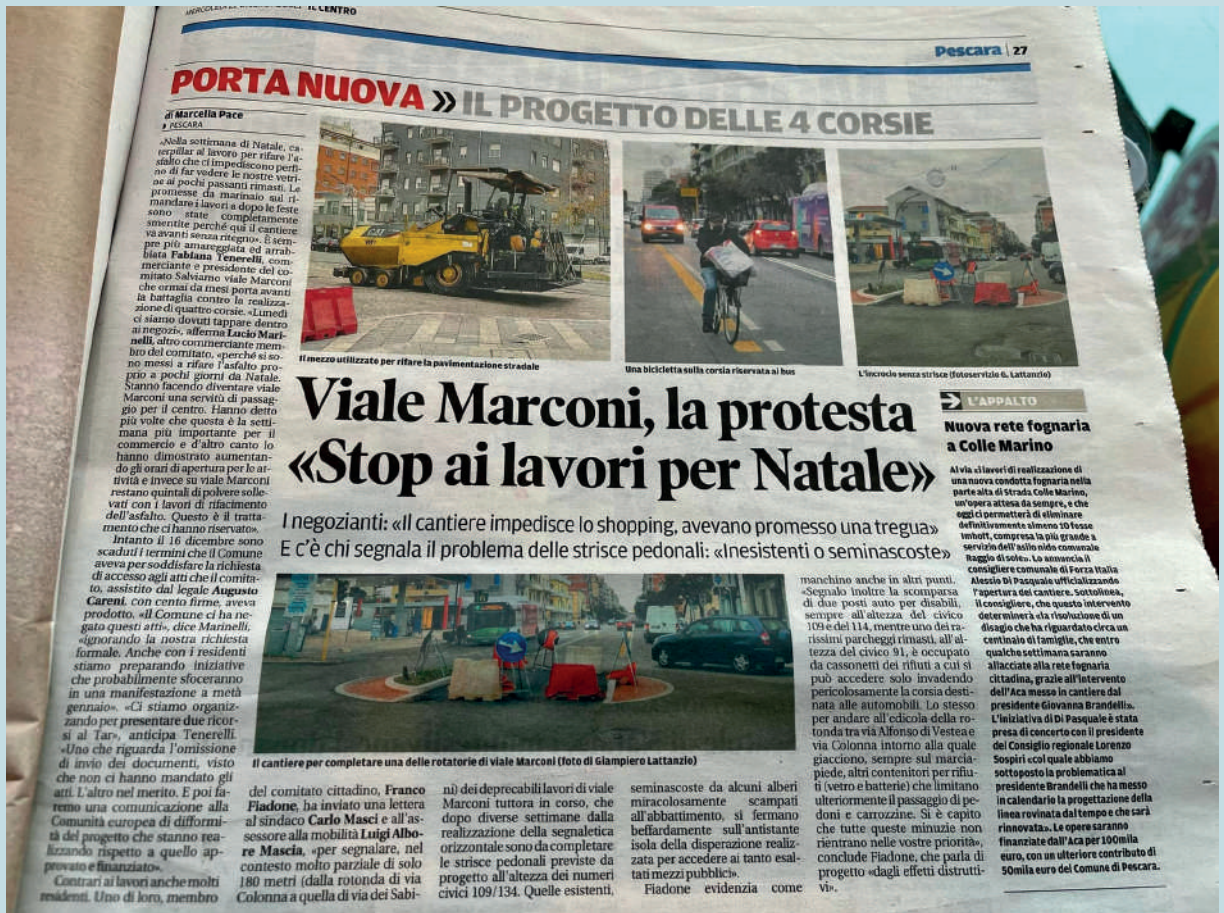 IL CENTRO
Pescara | 27
PORTA NUOVA » IL PROGETTO DELLE 4 CORSIE
di Marcella Pace
PESCARA
«Nella settimana di Natale, ca-
terpillar al lavoro per rifare l'a-
sfalto che ci impediscono perfi-
no di far vedere le nostre vetri-
ne ai pochi passanti rimasti. Le
promesse da marinaio sul ri-
mandare i lavori a dopo le feste
sono state completamente
smentite perché qui il cantiere
va avanti senza ritegno». È sem-
pre più amareggiata ed arrab-
biata Fabiana Tenerelli, com-
merciante e presidente del co-
mitato Salviamo viale Marconi
che ormai da mesi porta avanti
la battaglia contro la realizza-
zione di quattro corsie. «Lunedì
ci siamo dovuti tappare dentro
ai negozi», afferma Lucio Mari-
nelli, altro commerciante mem-
bro del comitato, «perché si so-
no messi a rifare l'asfalto pro-
prio a pochi giorni da Natale.
Stanno facendo diventare viale
Marconi una servitù di passag-
gio per il centro. Hanno detto
più volte che questa è la setti-
mana più importante per il
commercio e d'altro canto lo
hanno dimostrato aumentan-
do gli orari di apertura per le at-
tività e invece su viale Marconi
restano quintali di polvere solle-
vati con i lavori di rifacimento
dell'asfalto. Questo è il tratta-
mento che ci hanno riservato».
Intanto il 16 dicembre sono
scaduti i termini che il Comune
aveva per soddisfare la richiesta
di accesso agli atti che il comita-
to, assistito dal legale Augusto
Careni, con cento firme, aveva
prodotto. «Il Comune ci ha ne-
gato questi atti», dice Marinelli,
«ignorando la nostra richiesta
formale. Anche con i residenti
stiamo preparando iniziative
che probabilmente sfoceranno
in una manifestazione a metà
gennaio». «Ci stiamo organiz-
zando per presentare due ricor-
si al Tar», anticipa Tenerelli.
«Uno che riguarda l'omissione
di invio dei documenti, visto
che non ci hanno mandato gli
atti. L'altro nel merito. E poi fa-
remo una comunicazione alla
Comunità europea di difformi-
tà del progetto che stanno rea-
lizzando rispetto a quello ap-
provato e finanziato».
Contrari ai lavori anche molti
residenti. Uno di loro, membro
Il mezzo utilizzato per rifare la pavimentazione stradale
Una bicicletta sulla corsia riservata ai bus
L'incrocio senza strisce (fotoservizio G. Lattanzio)
Viale Marconi, la protesta
«Stop ai lavori per Natale»
I negozianti: «Il cantiere impedisce lo shopping, avevano promesso una tregua»
E c'è chi segnala il problema delle strisce pedonali: «Inesistenti o seminascoste»
Il cantiere per completare una delle rotatorie di viale Marconi (foto di Giampiero Lattanzio)
del comitato cittadino, Franco
Fiadone, ha inviato una lettera
al sindaco Carlo Masci e all'as-
sessore alla mobilità Luigi Albo-
re Mascia, «per segnalare, nel
contesto molto parziale di solo
180 metri (dalla rotonda di via
Colonna a quella di via dei Sabi-
ni) dei deprecabili lavori di viale
Marconi tuttora in corso, che
dopo diverse settimane dalla
realizzazione della segnaletica
orizzontale sono da completare
le strisce pedonali previste da
progetto all'altezza dei numeri
civici 109/134. Quelle esistenti,
seminascoste da alcuni alberi
miracolosamente scampati
all'abbattimento, si fermano
beffardamente sull'antistante
isola della disperazione realiz-
zata per accedere ai tanto esal-
tati mezzi pubblici».
Fiadone evidenzia come
manchino anche in altri punti.
«Segnalo inoltre la scomparsa
di due posti auto per disabili,
sempre all'altezza del civico
109 e del 114, mentre uno dei ra-
rissimi parcheggi rimasti, all'al-
tezza del civico 91, è occupato
da cassonetti dei rifiuti a cui si
può accedere solo invadendo
pericolosamente la corsia desti-
nata alle automobili. Lo stesso
per andare all'edicola della ro-
tonda tra via Alfonso di Vestea e
via Colonna intorno alla quale
giacciono, sempre sul marcia-
piede, altri contenitori per rifiu-
ti (vetro e batterie) che limitano
ulteriormente il passaggio di pe-
doni e carrozzine. Si è capito
che tutte queste minuzie non
rientrano nelle vostre priorità»,
conclude Fiadone, che parla di
progetto «dagli effetti distrutti-
vi».
L'APPALTO
Nuova rete fognaria
a Colle Marino
Al via «i lavori di realizzazione di
una nuova condotta fognaria nella
parte alta di Strada Colle Marino,
un'opera attesa da sempre, e che
oggi ci permetterà di eliminare
definitivamente almeno 10 fosse
Imhoff, compresa la più grande a
servizio dell'asilo nido comunale
Raggio di sole». Lo annuncia il
consigliere comunale di Forza Italia
Alessio Di Pasquale ufficializzando
l'apertura del cantiere. Sottolinea,
il consigliere, che questo intervento
determinerà «la risoluzione di un
disagio che ha riguardato circa un
centinaio di famiglie, che entro
qualche settimana saranno
allacciate alla rete fognaria
cittadina, grazie all'intervento
dell'Aca messo in cantiere dal
presidente Giovanna Brandelli».
L'iniziativa di Di Pasquale è stata
presa di concerto con il presidente
del Consiglio regionale Lorenzo
Sospiri «col quale abbiamo
sottoposto la problematica al
presidente Brandelli che ha messo
in calendario la progettazione della
linea rovinata dal tempo e che sarà
rinnovata». Le opere saranno
finanziate dall'Aca per 100mila
euro, con un ulteriore contributo di
50mila euro del Comune di Pescara.